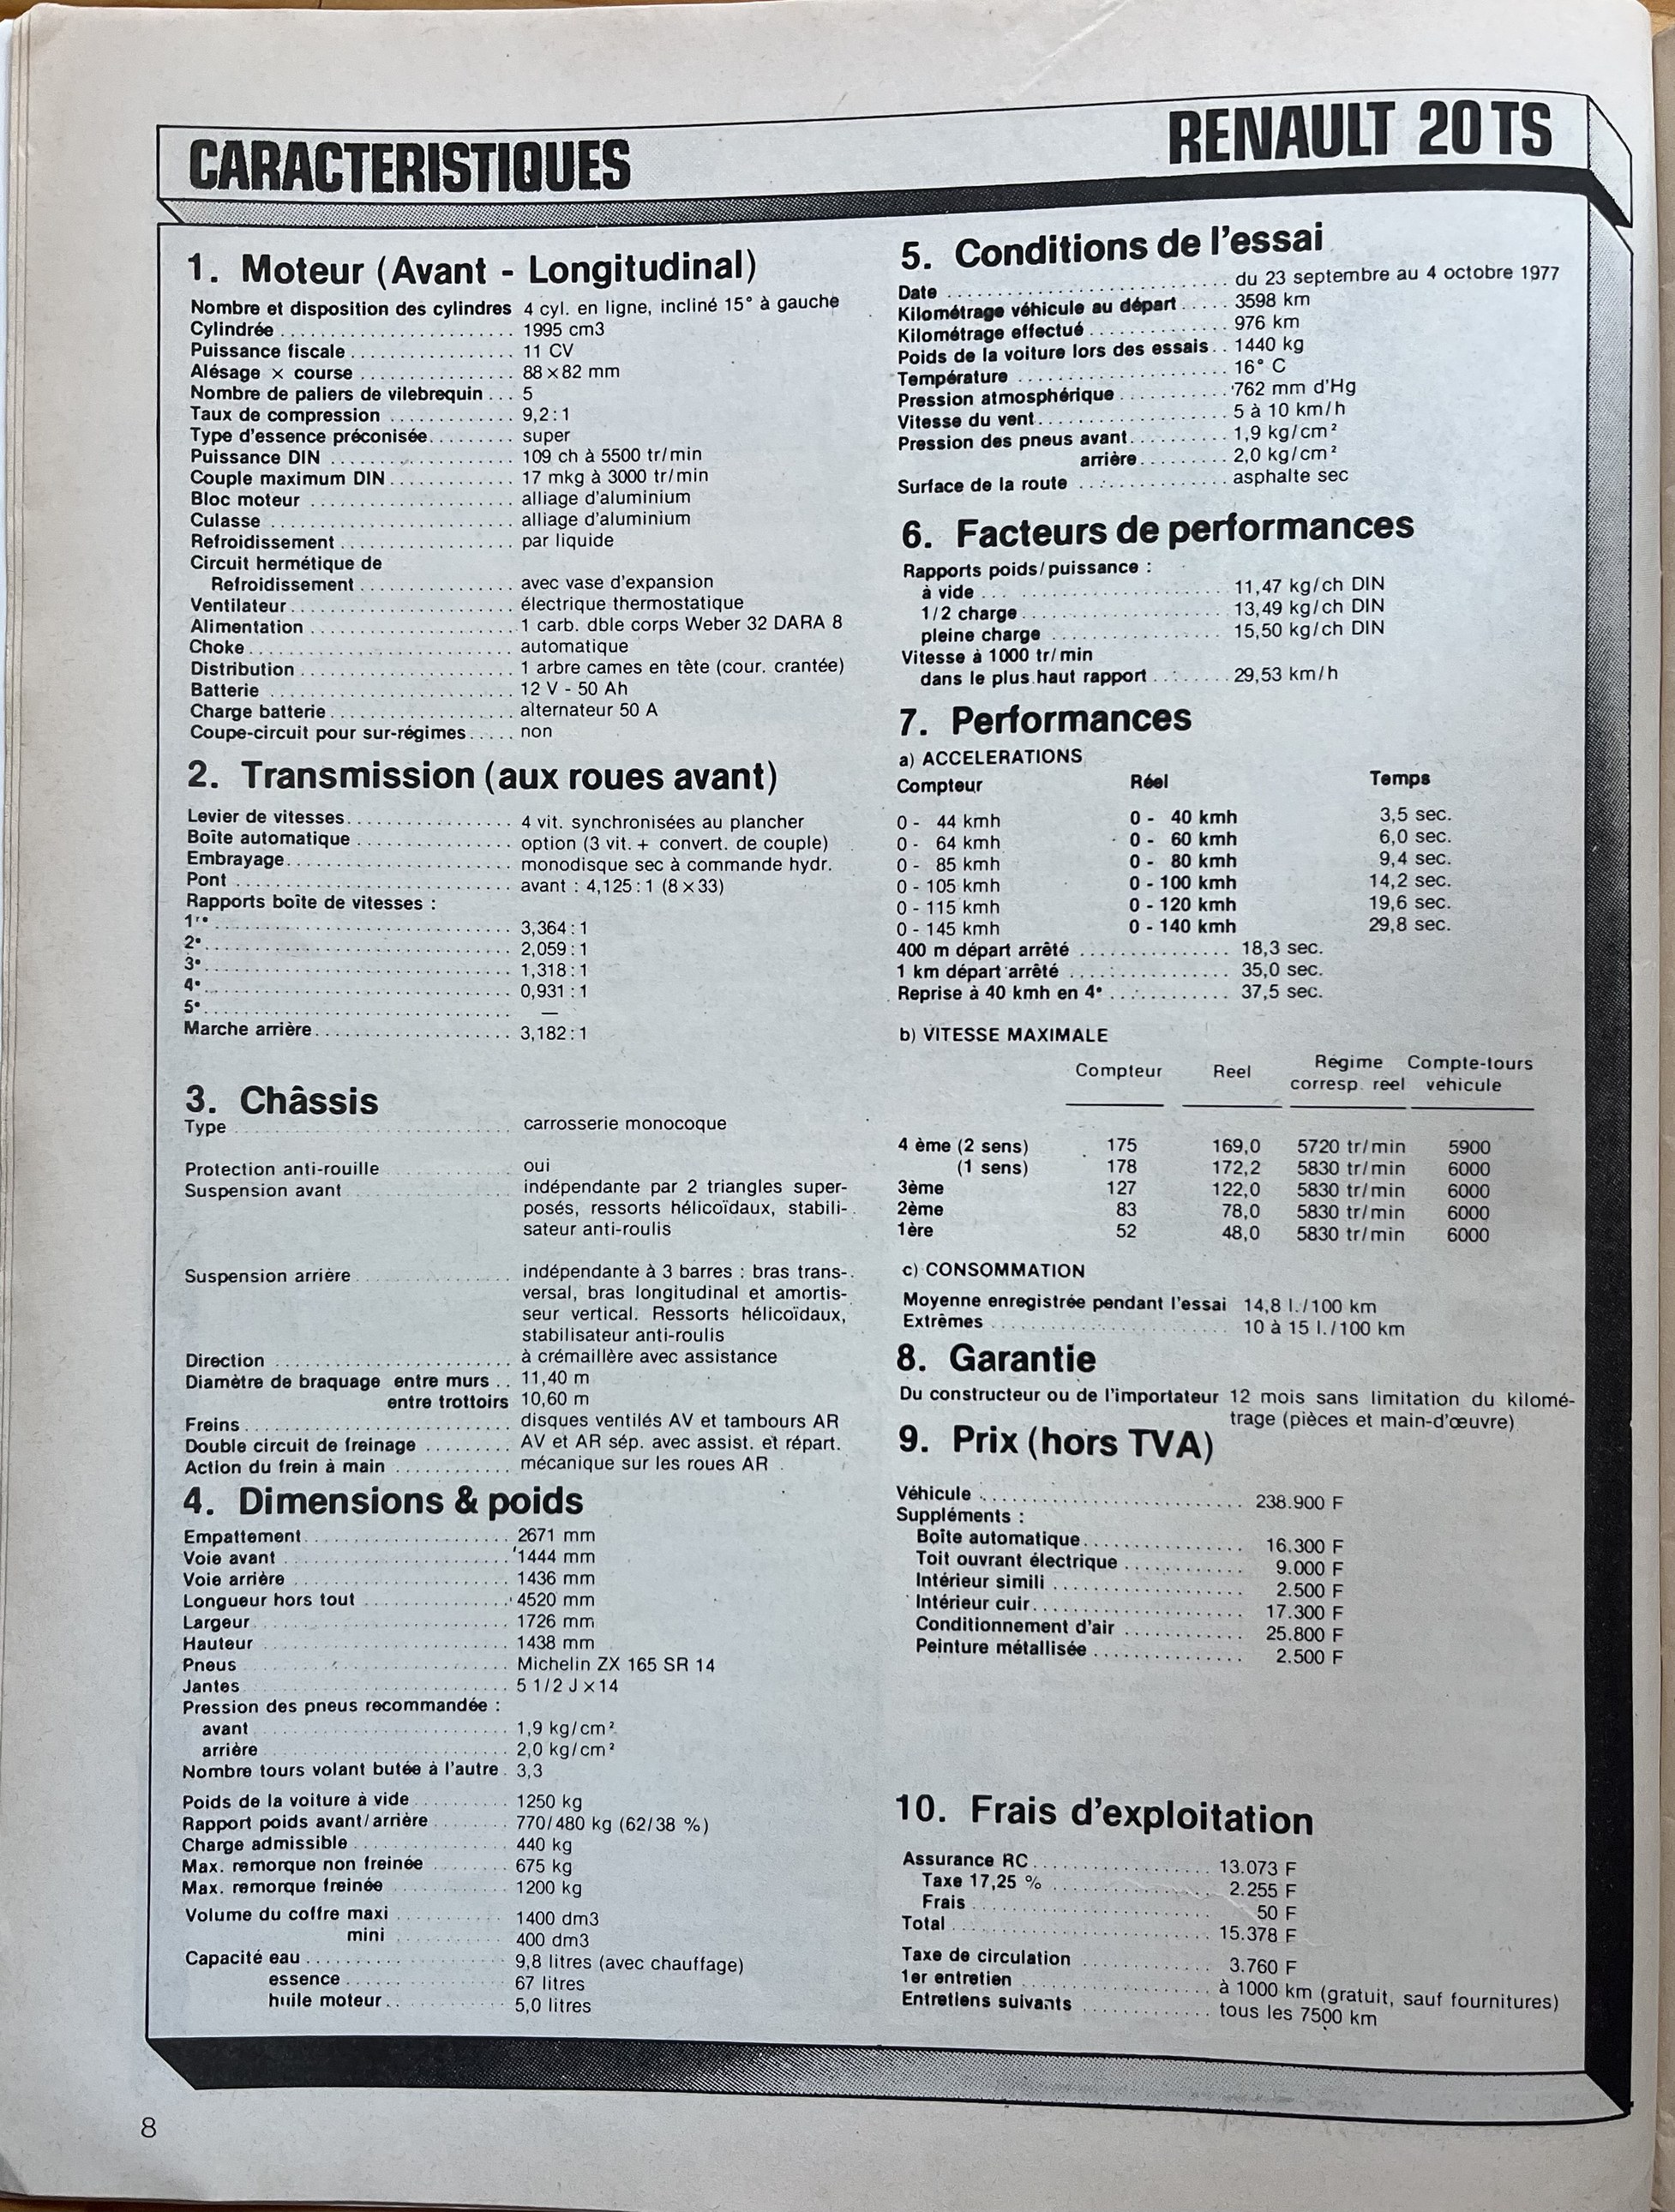 CARACTERISTIQUES
RENAULT 20 TS
1. Moteur (Avant - Longitudinal)
Nombre et disposition des cylindres 4 cyl. en ligne, incliné 15° à gauche
Cylindrée 1995 cm3
Puissance fiscale 11 CV
Alésage × course 88×82 mm
Nombre de paliers de vilebrequin 5
Taux de compression 9,2:1
Type d'essence préconisée super
Puissance DIN 109 ch à 5500 tr/min
Couple maximum DIN 17 mkg à 3000 tr/min
Bloc moteur alliage d'aluminium
Culasse alliage d'aluminium
Refroidissement par liquide
Circuit hermétique de
Refroidissement avec vase d'expansion
Ventilateur électrique thermostatique
Alimentation 1 carb. dble corps Weber 32 DARA 8
Choke automatique
Distribution 1 arbre cames en tête (cour. crantée)
Batterie 12 V - 50 Ah
Charge batterie alternateur 50 A
Coupe-circuit pour sur-régimes non
2. Transmission (aux roues avant)
Levier de vitesses 4 vit. synchronisées au plancher
Boîte automatique option (3 vit. + convert. de couple)
Embrayage monodisque sec à commande hydr.
Pont avant : 4,125:1 (8×33)
Rapports boîte de vitesses :
1re 3,364:1
2e 2,059:1
3e 1,318:1
4e 0,931:1
5e —
Marche arrière 3,182:1
3. Châssis
Type carrosserie monocoque
Protection anti-rouille oui
Suspension avant indépendante par 2 triangles super-
posés, ressorts hélicoïdaux, stabili-
sateur anti-roulis
Suspension arrière indépendante à 3 barres : bras trans-
versal, bras longitudinal et amortis-
seur vertical. Ressorts hélicoïdaux,
stabilisateur anti-roulis
Direction à crémaillère avec assistance
Diamètre de braquage entre murs 11,40 m
entre trottoirs 10,60 m
Freins disques ventilés AV et tambours AR
Double circuit de freinage AV et AR sép. avec assist. et répart.
Action du frein à main mécanique sur les roues AR
4. Dimensions & poids
Empattement 2671 mm
Voie avant 1444 mm
Voie arrière 1436 mm
Longueur hors tout 4520 mm
Largeur 1726 mm
Hauteur 1438 mm
Pneus Michelin ZX 165 SR 14
Jantes 5 1/2 J×14
Pression des pneus recommandée :
avant 1,9 kg/cm²
arrière 2,0 kg/cm²
Nombre tours volant butée à l'autre 3,3
Poids de la voiture à vide 1250 kg
Rapport poids avant/arrière 770/480 kg (62/38 %)
Charge admissible 440 kg
Max. remorque non freinée 675 kg
Max. remorque freinée 1200 kg
Volume du coffre maxi 1400 dm3
mini 400 dm3
Capacité eau 9,8 litres (avec chauffage)
essence 67 litres
huile moteur 5,0 litres
5. Conditions de l'essai
Date du 23 septembre au 4 octobre 1977
Kilométrage véhicule au départ 3598 km
Kilométrage effectué 976 km
Poids de la voiture lors des essais 1440 kg
Température 16° C
Pression atmosphérique 762 mm d'Hg
Vitesse du vent 5 à 10 km/h
Pression des pneus avant 1,9 kg/cm²
arrière 2,0 kg/cm²
Surface de la route asphalte sec
6. Facteurs de performances
Rapports poids/puissance :
à vide 11,47 kg/ch DIN
1/2 charge 13,49 kg/ch DIN
pleine charge 15,50 kg/ch DIN
Vitesse à 1000 tr/min
dans le plus haut rapport 29,53 km/h
7. Performances
a) ACCELERATIONS
Compteur Réel Temps
0 - 44 kmh 0 - 40 kmh 3,5 sec.
0 - 64 kmh 0 - 60 kmh 6,0 sec.
0 - 85 kmh 0 - 80 kmh 9,4 sec.
0 - 105 kmh 0 - 100 kmh 14,2 sec.
0 - 115 kmh 0 - 120 kmh 19,6 sec.
0 - 145 kmh 0 - 140 kmh 29,8 sec.
400 m départ arrêté 18,3 sec.
1 km départ arrêté 35,0 sec.
Reprise à 40 kmh en 4e 37,5 sec.
b) VITESSE MAXIMALE
Régime Compte-tours
Compteur Reel corresp. reel véhicule
4 ème (2 sens) 175 169,0 5720 tr/min 5900
(1 sens) 178 172,2 5830 tr/min 6000
3ème 127 122,0 5830 tr/min 6000
2ème 83 78,0 5830 tr/min 6000
1ère 52 48,0 5830 tr/min 6000
c) CONSOMMATION
Moyenne enregistrée pendant l'essai 14,8 l./100 km
Extrêmes 10 à 15 l./100 km
8. Garantie
Du constructeur ou de l'importateur 12 mois sans limitation du kilomé-
trage (pièces et main-d'œuvre)
9. Prix (hors TVA)
Véhicule 238.900 F
Suppléments :
Boîte automatique 16.300 F
Toit ouvrant électrique 9.000 F
Intérieur simili 2.500 F
Intérieur cuir 17.300 F
Conditionnement d'air 25.800 F
Peinture métallisée 2.500 F
10. Frais d'exploitation
Assurance RC 13.073 F
Taxe 17,25 % 2.255 F
Frais 50 F
Total 15.378 F
Taxe de circulation 3.760 F
1er entretien à 1000 km (gratuit, sauf fournitures)
Entretiens suivants tous les 7500 km
8